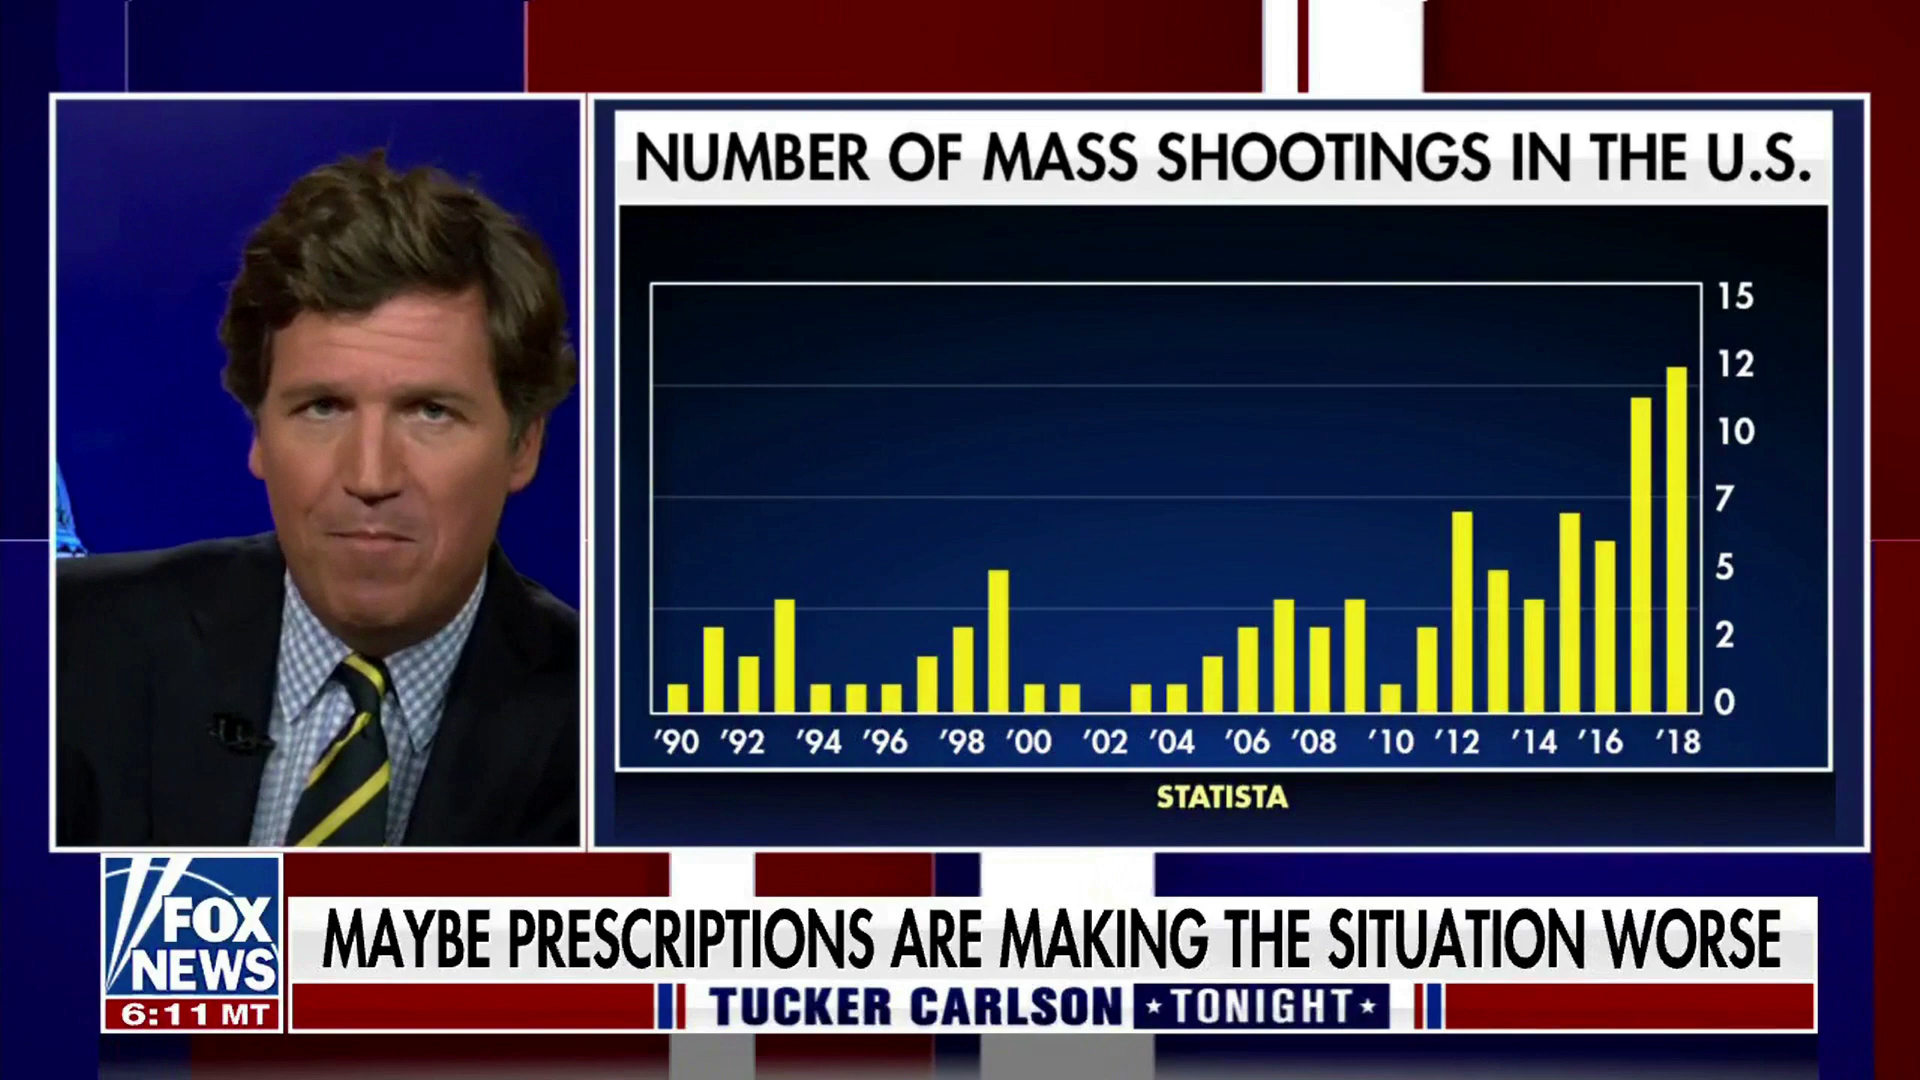 NUMBER OF MASS SHOOTINGS IN THE U.S.
15
12
10
7
5
2
0
'90 '92 '94 '96 '98 '00 '02 '04 '06 '08 '10 '12 '14 '16 '18
STATISTA
FOX
NEWS
6:11 MT
MAYBE PRESCRIPTIONS ARE MAKING THE SITUATION WORSE
TUCKER CARLSON TONIGHT